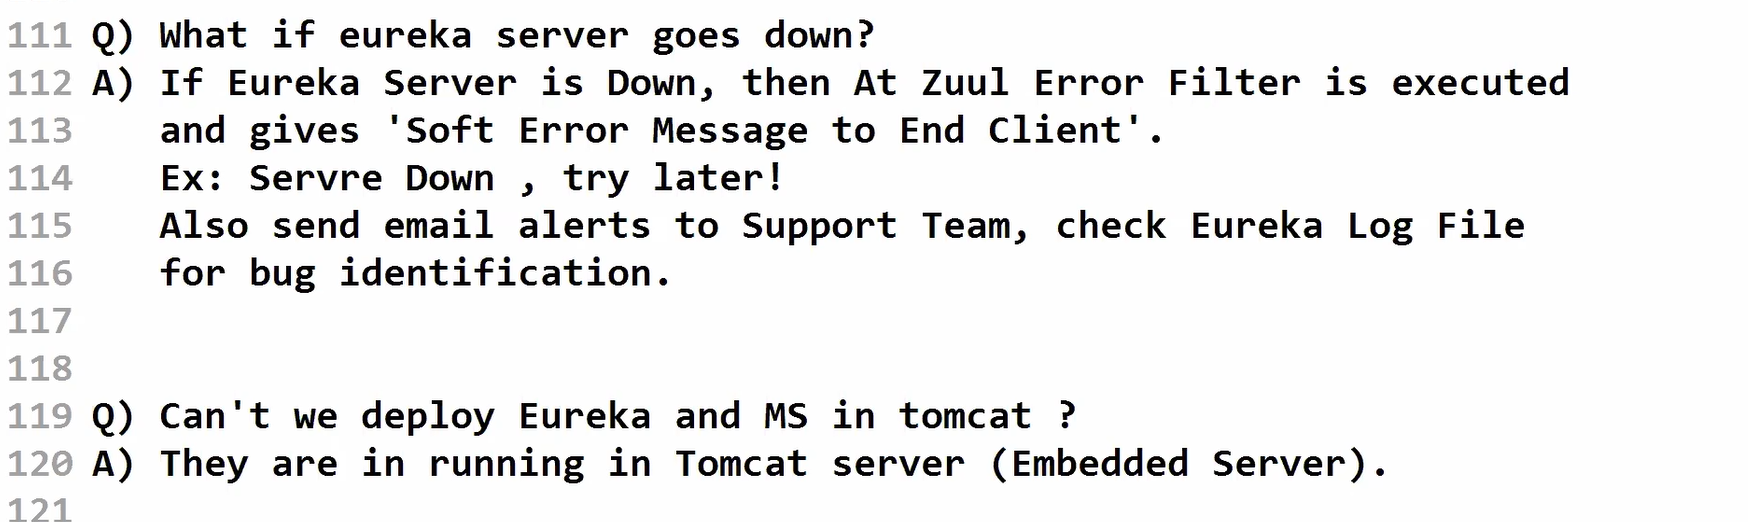 111 Q) What if eureka server goes down?
112 A) If Eureka Server is Down, then At Zuul Error Filter is executed
113 and gives 'Soft Error Message to End Client'.
114 Ex: Servre Down , try later!
115 Also send email alerts to Support Team, check Eureka Log File
116 for bug identification.
117
118
119 Q) Can't we deploy Eureka and MS in tomcat ?
120 A) They are in running in Tomcat server (Embedded Server).
121